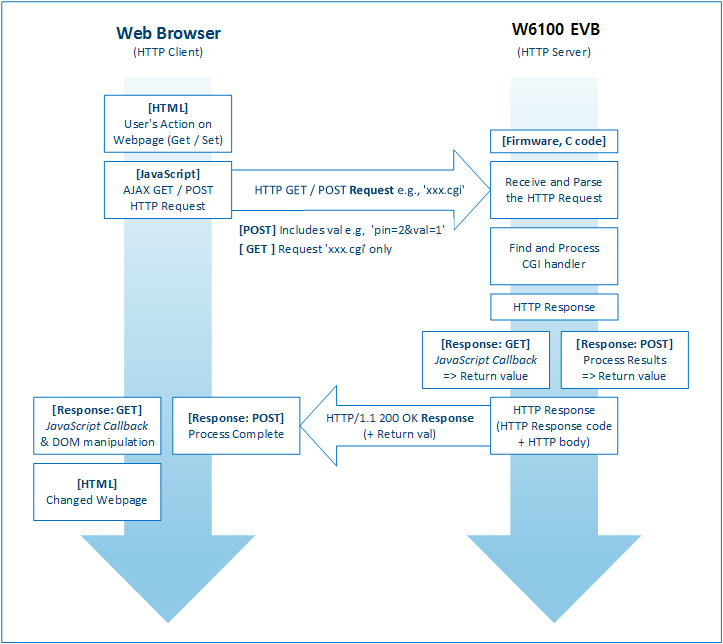 Web Browser
(HTTP Client)
W6100 EVB
(HTTP Server)
[HTML]
User's Action on
Webpage (Get / Set)
[JavaScript]
AJAX GET / POST
HTTP Request
HTTP GET / POST Request e.g., 'xxx.cgi'
[POST] Includes val e.g,  'pin=2&val=1'
[ GET ] Request 'xxx.cgi' only
[Firmware, C code]
Receive and Parse
the HTTP Request
Find and Process
CGI handler
HTTP Response
[Response: GET]
JavaScript Callback
=> Return value
[Response: POST]
Process Results
=> Return value
HTTP Response
(HTTP Response code
+ HTTP body)
HTTP/1.1 200 OK Response
(+ Return val)
[Response: POST]
Process Complete
[Response: GET]
JavaScript Callback
& DOM manipulation
[HTML]
Changed Webpage